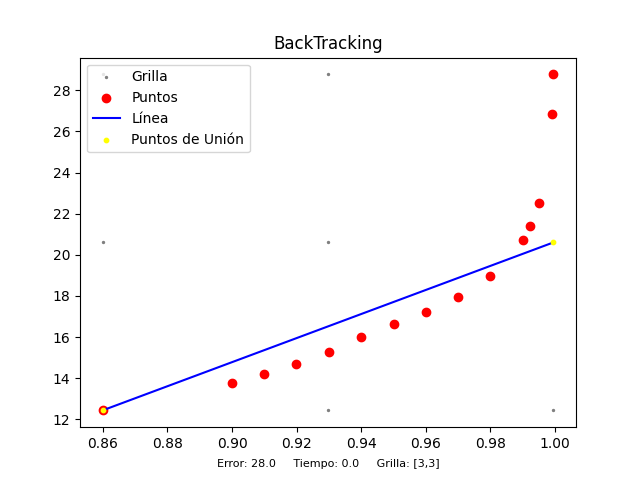 BackTracking
Grilla
Puntos
Línea
Puntos de Unión
28
26
24
22
20
18
16
14
12
0.86 0.88 0.90 0.92 0.94 0.96 0.98 1.00
Error: 28.0 Tiempo: 0.0 Grilla: [3,3]